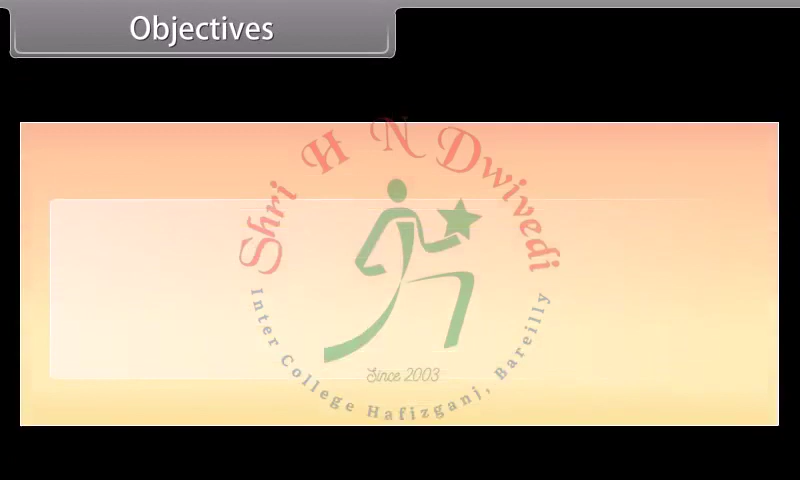 Objectives
Shri H N Dwivedi
Since 2003
Inter College Hafizganj, Bareilly